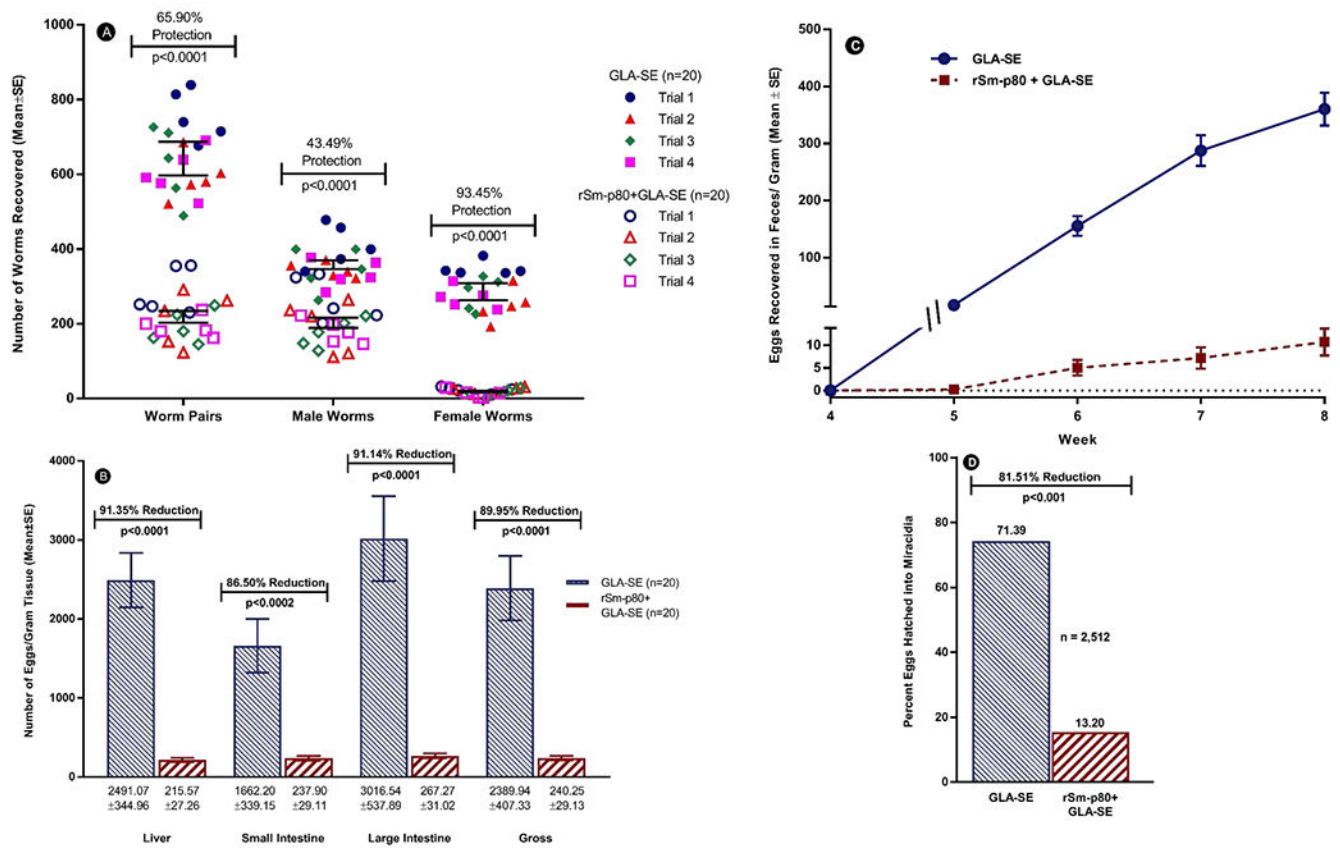 A
Number of Worms Recovered (Mean±SE)
1000
800
600
400
200
0
65.90%
Protection
p<0.0001
43.49%
Protection
p<0.0001
93.45%
Protection
p<0.0001
Worm Pairs
Male Worms
Female Worms
GLA-SE (n=20)
Trial 1
Trial 2
Trial 3
Trial 4
rSm-p80+GLA-SE (n=20)
Trial 1
Trial 2
Trial 3
Trial 4
C
Eggs Recovered in Feces/ Gram (Mean ± SE)
500
400
300
200
100
10
5
0
GLA-SE
rSm-p80 + GLA-SE
4
5
6
7
8
Week
B
Number of Eggs/Gram Tissue (Mean±SE)
4000
3000
2000
1000
0
91.35% Reduction
p<0.0001
86.50% Reduction
p<0.0002
91.14% Reduction
p<0.0001
89.95% Reduction
p<0.0001
GLA-SE (n=20)
rSm-p80+
GLA-SE (n=20)
2491.07
±344.96
215.57
±27.26
1662.20
±339.15
237.90
±29.11
3016.54
±537.89
267.27
±31.02
2389.94
±407.33
240.25
±29.13
Liver
Small Intestine
Large Intestine
Gross
D
Percent Eggs Hatched into Miracidia
100
80
60
40
20
0
81.51% Reduction
p<0.001
71.39
n = 2,512
13.20
GLA-SE
rSm-p80+
GLA-SE